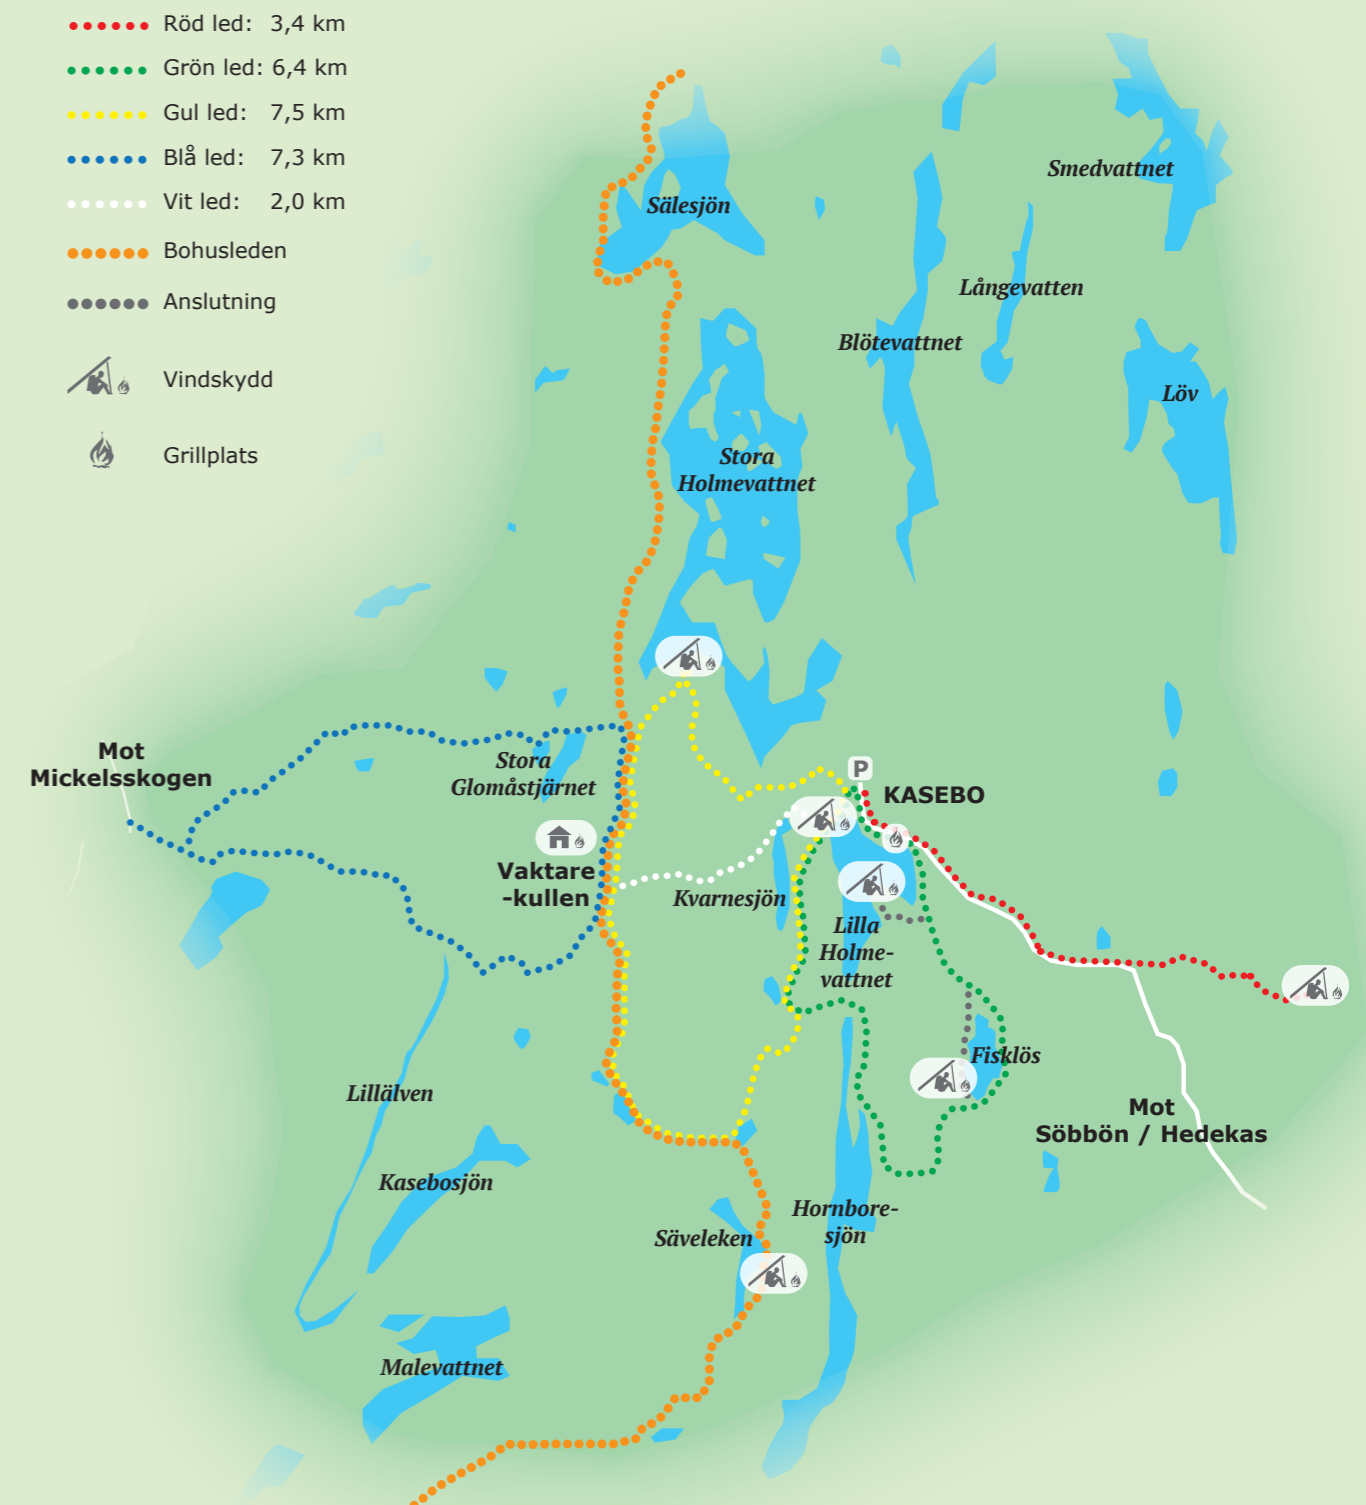 Röd led: 3,4 km
Grön led: 6,4 km
Gul led: 7,5 km
Blå led: 7,3 km
Vit led: 2,0 km
Bohusleden
Anslutning
Vindskydd
Grillplats
Smedvattnet
Sälesjön
Långevatten
Blötevattnet
Löv
Stora
Holmevattnet
Mot
Mickelsskogen
Stora
Glomåstjärnet
P
KASEBO
Vaktare
-kullen
Kvarnesjön
Lilla
Holme-
vattnet
Fisklös
Lillälven
Mot
Söbbön / Hedekas
Kasebosjön
Hornbore-
sjön
Säveleken
Malevattnet